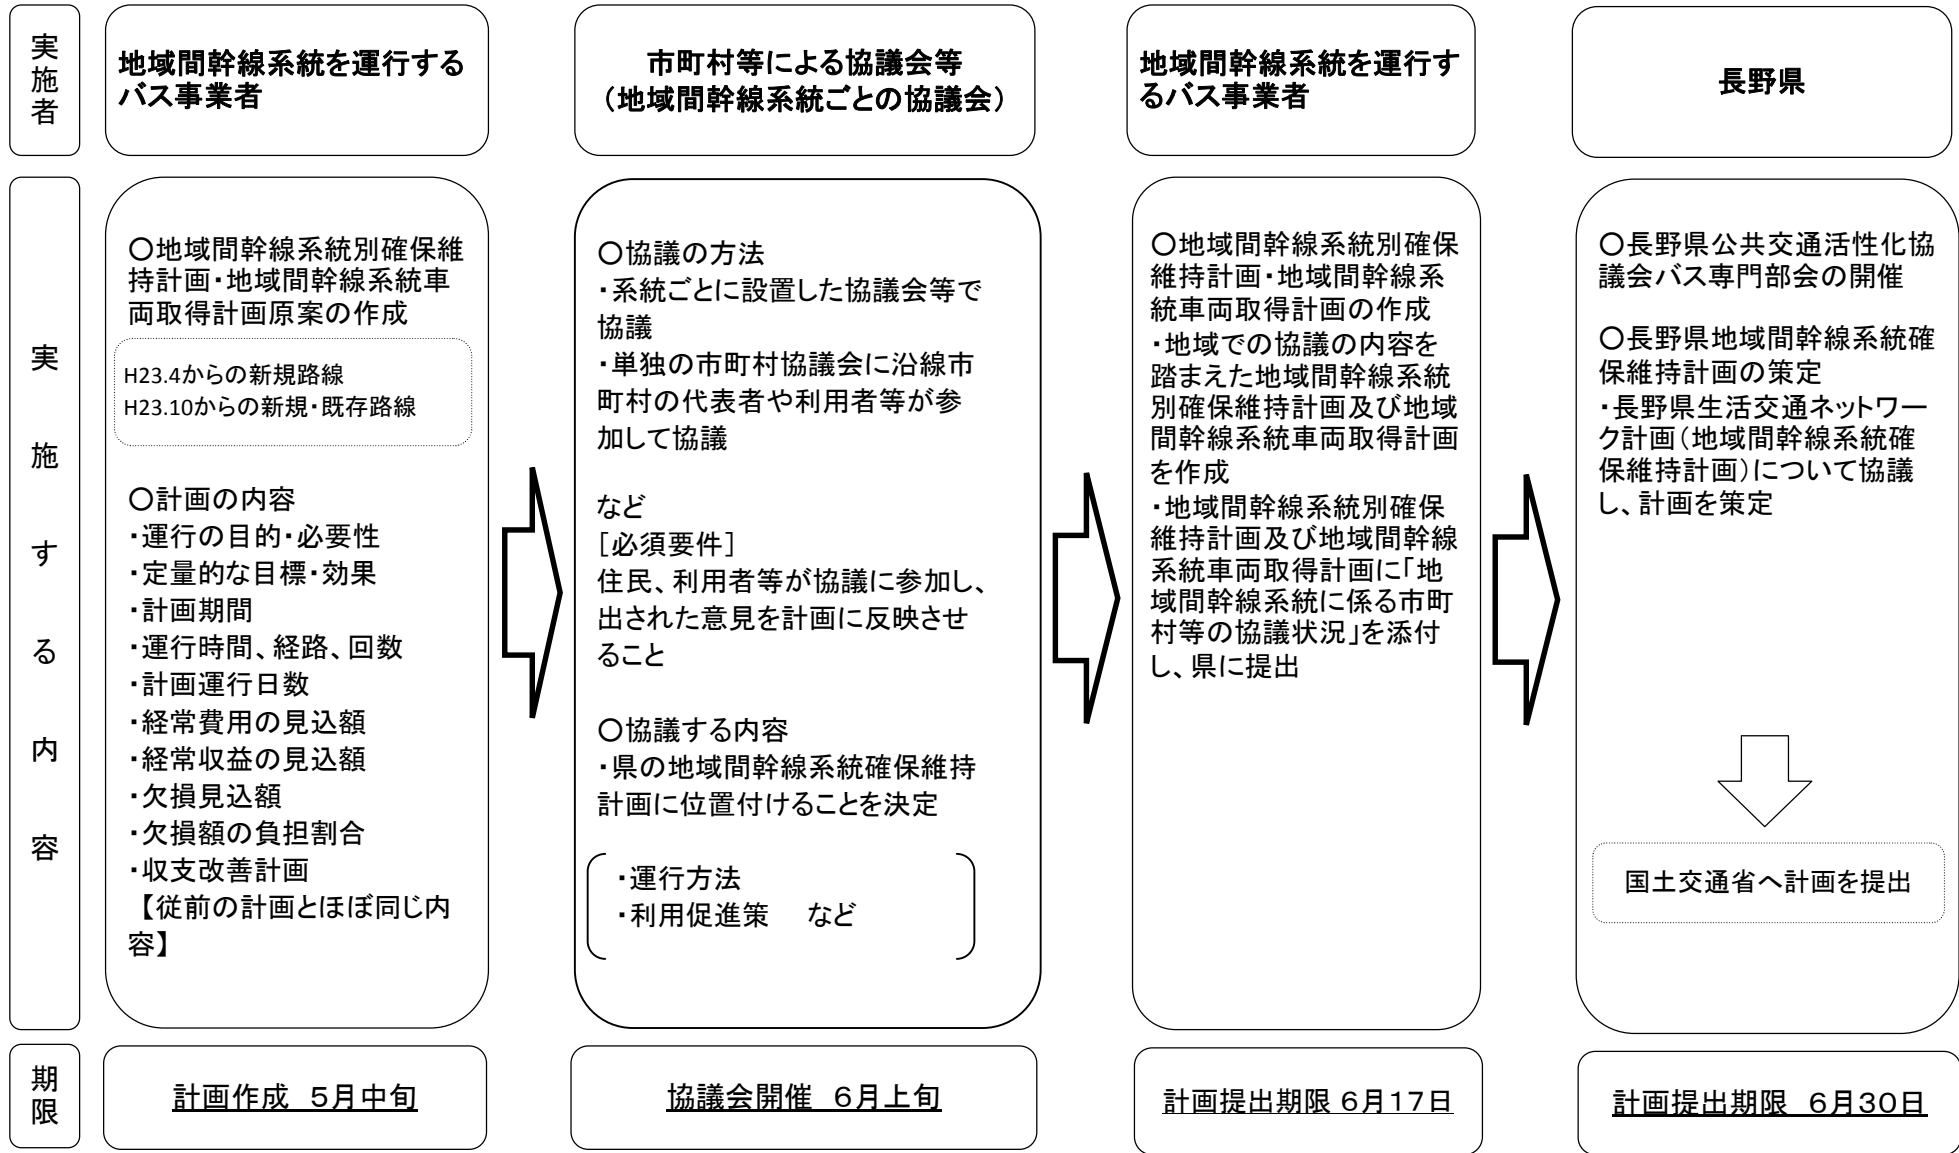 実施者
地域間幹線系統を運行する
バス事業者
市町村等による協議会等
（地域間幹線系統ごとの協議会）
地域間幹線系統を運行す
るバス事業者
長野県
実施する内容
○地域間幹線系統別確保維
持計画・地域間幹線系統車
両取得計画原案の作成
H23.4からの新規路線
H23.10からの新規・既存路線
○計画の内容
・運行の目的・必要性
・定量的な目標・効果
・計画期間
・運行時間、経路、回数
・計画運行日数
・経常費用の見込額
・経常収益の見込額
・欠損見込額
・欠損額の負担割合
・収支改善計画
【従前の計画とほぼ同じ内
容】
○協議の方法
・系統ごとに設置した協議会等で
協議
・単独の市町村協議会に沿線市
町村の代表者や利用者等が参
加して協議
など
［必須要件］
住民、利用者等が協議に参加し、
出された意見を計画に反映させ
ること
○協議する内容
・県の地域間幹線系統確保維持
計画に位置付けることを決定
・運行方法
・利用促進策　など
○地域間幹線系統別確保
維持計画・地域間幹線系
統車両取得計画の作成
・地域での協議の内容を
踏まえた地域間幹線系統
別確保維持計画及び地域
間幹線系統車両取得計画
を作成
・地域間幹線系統別確保
維持計画及び地域間幹線
系統車両取得計画に「地
域間幹線系統に係る市町
村等の協議状況」を添付
し、県に提出
○長野県公共交通活性化協
議会バス専門部会の開催
○長野県地域間幹線系統確
保維持計画の策定
・長野県生活交通ネットワー
ク計画（地域間幹線系統確
保維持計画）について協議
し、計画を策定
国土交通省へ計画を提出
期限
計画作成　５月中旬
協議会開催　６月上旬
計画提出期限 ６月１７日
計画提出期限　６月３０日